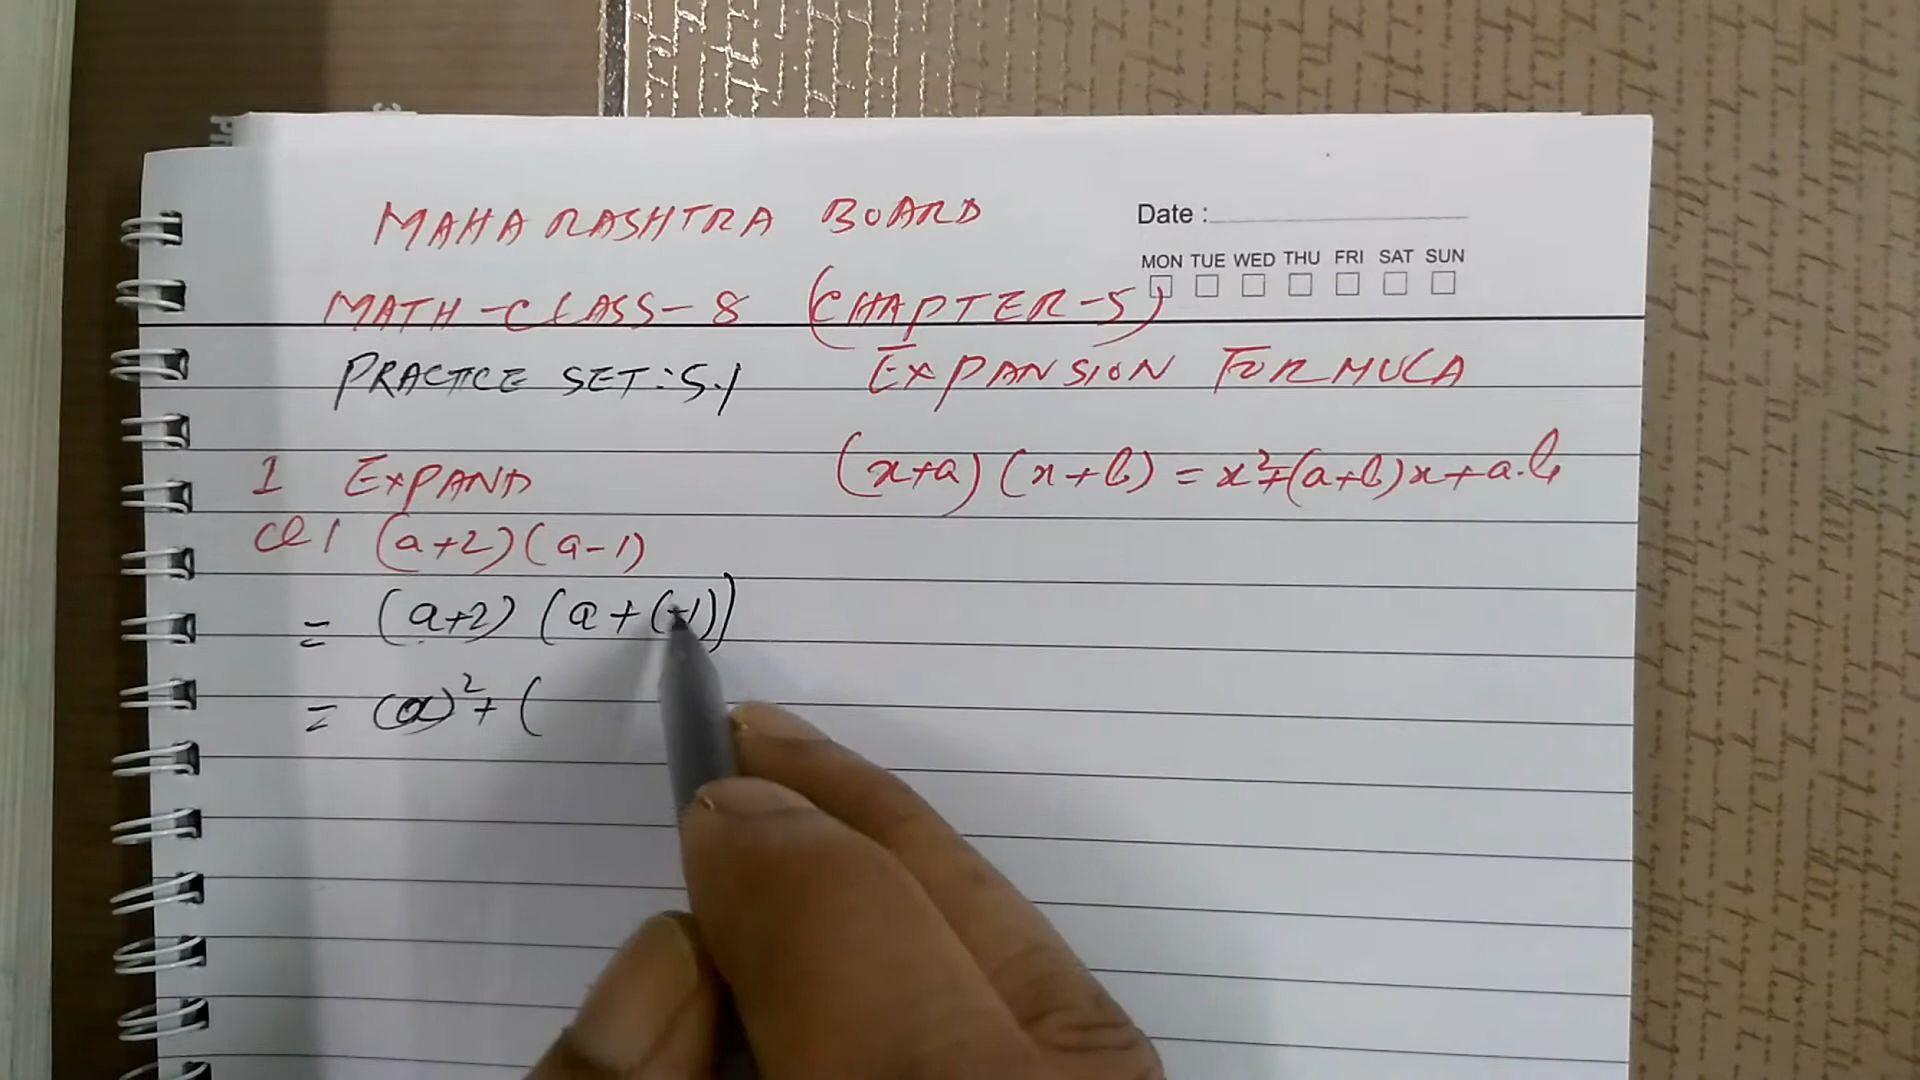 MAHARASHTRA BOARD
Date :
MON TUE WED THU FRI SAT SUN
MATH-CLASS-8 (CHAPTER-5)
PRACTICE SET:5.1 EXPANSION FORMULA
1 EXPAND (x+a) (x+b) = x²+(a+b)x+a.b
Q1 (a+2)(a-1)
= (a+2) (a+(-1))
= (a)²+ (